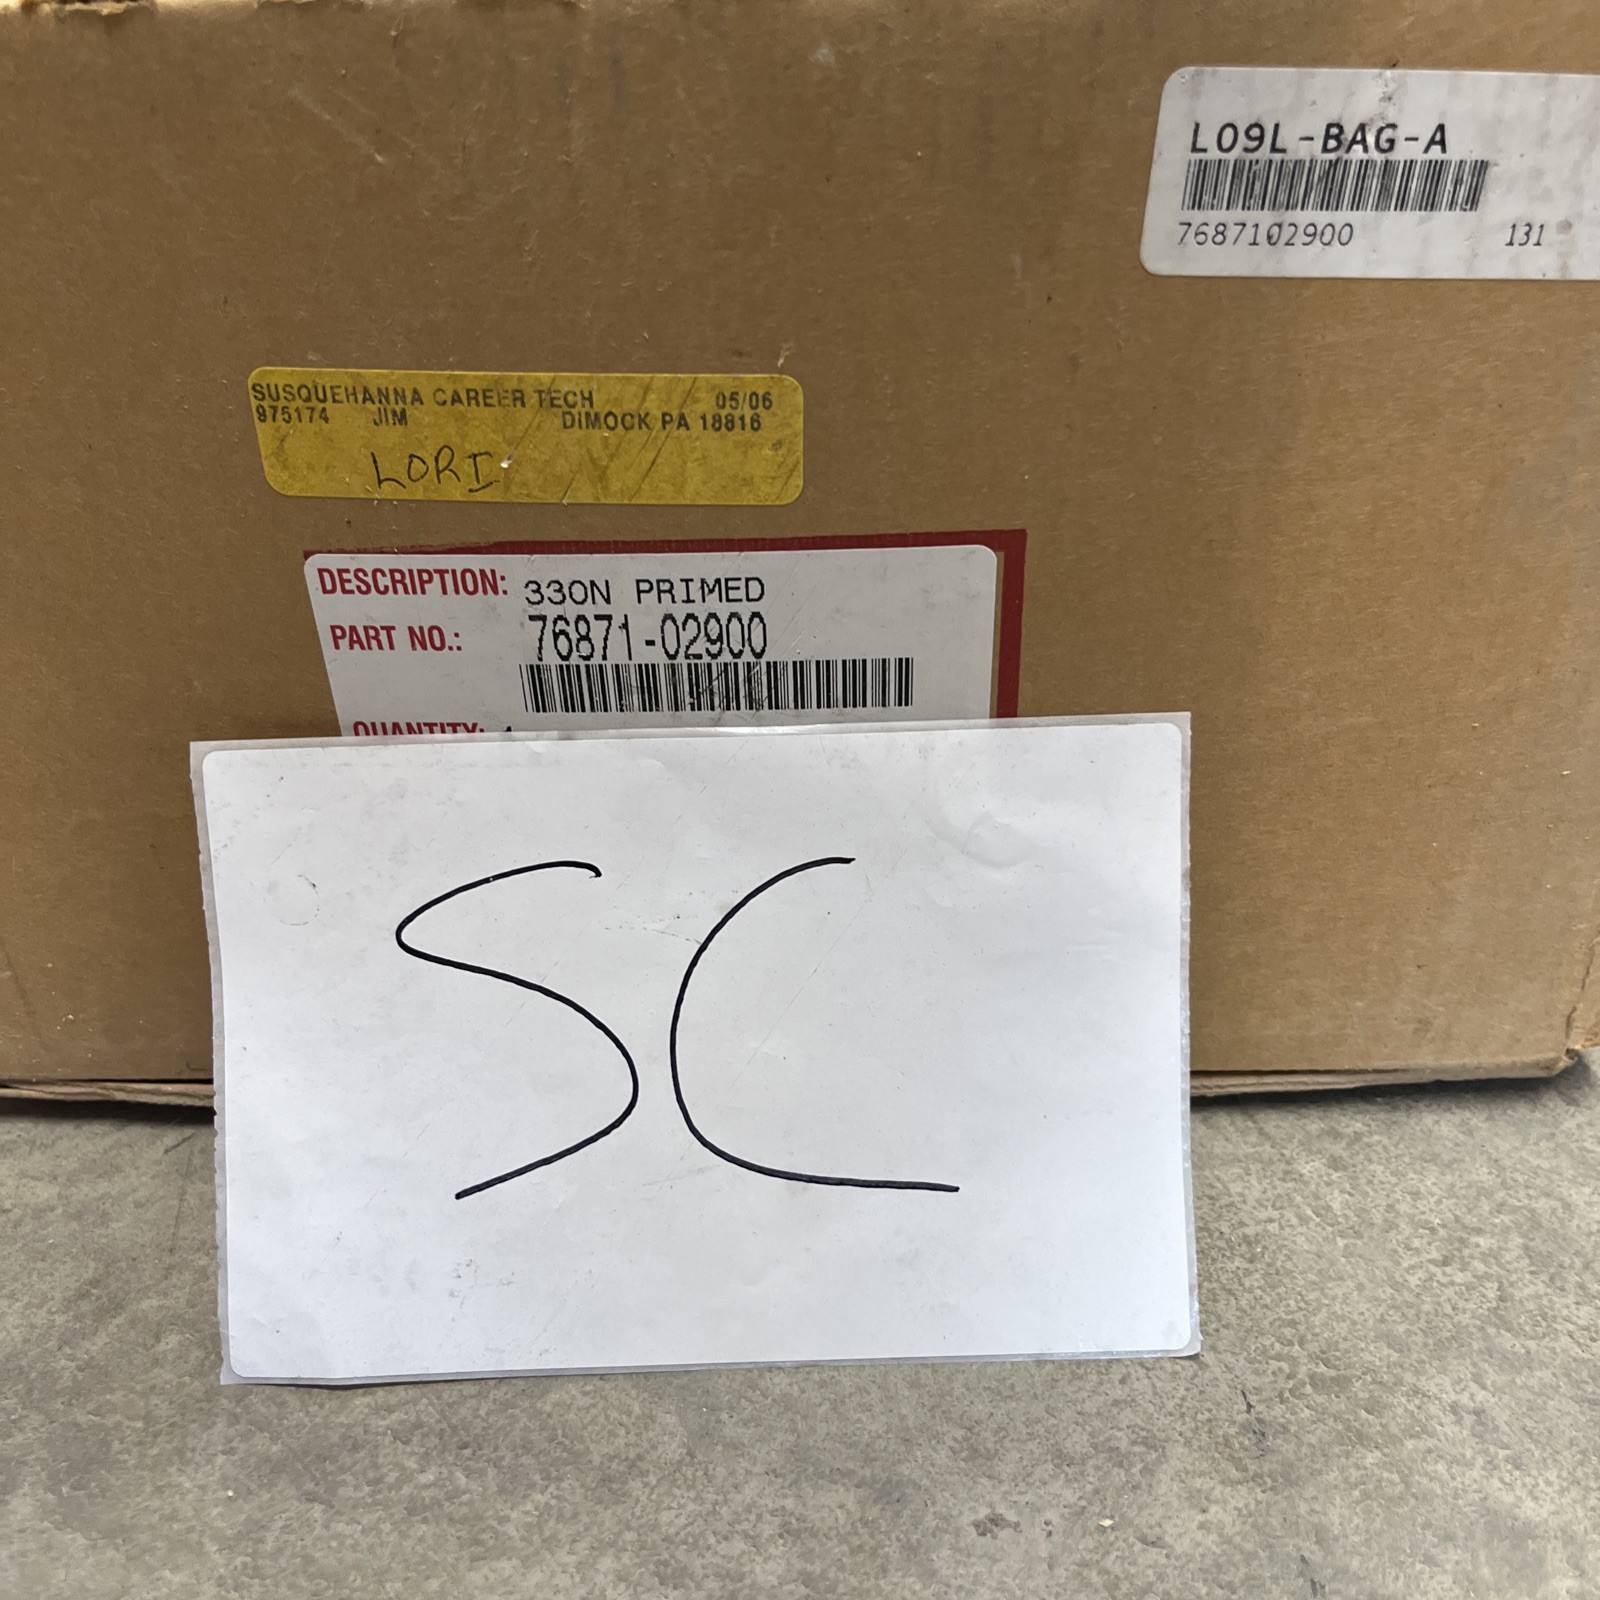 L09L-BAG-A
7687102900 131
SUSQUEHANNA CAREER TECH 05/06
975174 JIM DIMOCK PA 18816
LORI
DESCRIPTION: 330N PRIMED
PART NO.: 76871-02900
QUANTITY:
SC